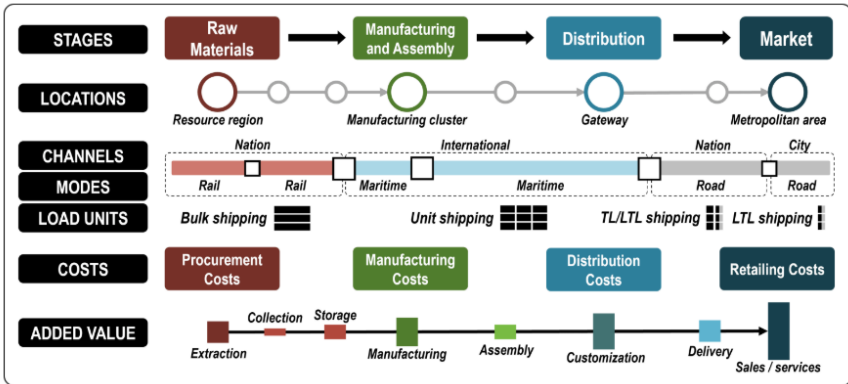 STAGES
Raw
Materials
Manufacturing
and Assembly
Distribution
Market
LOCATIONS
Resource region
Manufacturing cluster
Gateway
Metropolitan area
CHANNELS
Nation
International
Nation
City
MODES
Rail
Rail
Maritime
Maritime
Road
Road
LOAD UNITS
Bulk shipping
Unit shipping
TL/LTL shipping
LTL shipping
COSTS
Procurement
Costs
Manufacturing
Costs
Distribution
Costs
Retailing Costs
ADDED VALUE
Extraction
Collection
Storage
Manufacturing
Assembly
Customization
Delivery
Sales / services